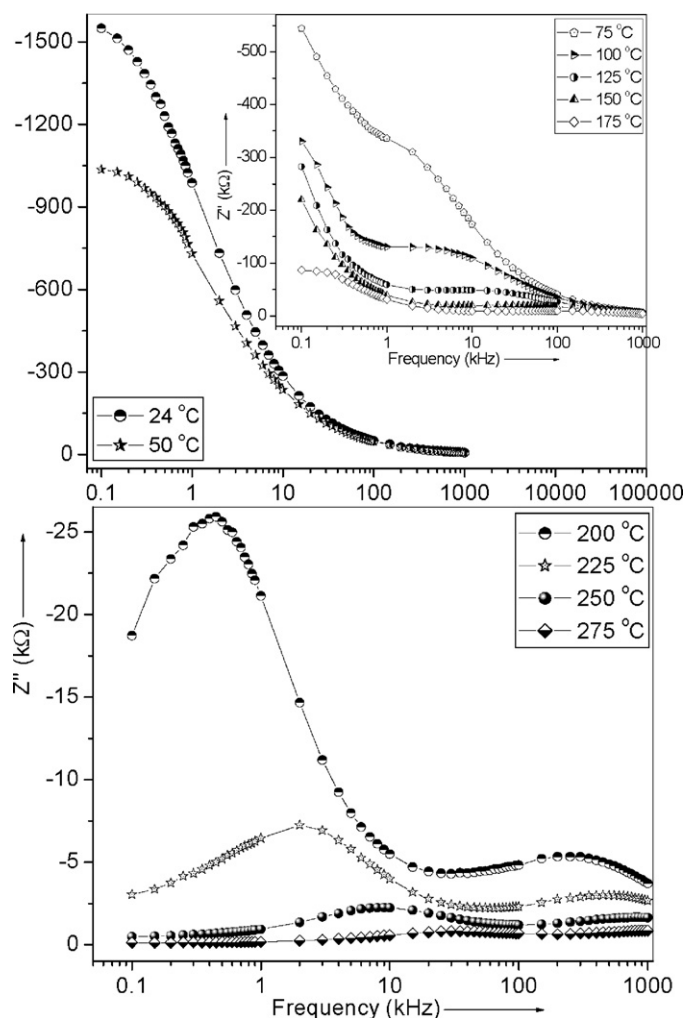 -1500
-1200
-900
-600
-300
0
0.1 1 10 100 1000 10000 100000
24 °C
50 °C
-500
-400
-300
-200
-100
0
Z' (kΩ)
0.1 1 10 100 1000
Frequency (kHz)
75 °C
100 °C
125 °C
150 °C
175 °C
-25
-20
-15
-10
-5
0
Z" (kΩ)
0.1 1 10 100 1000
Frequency (kHz)
200 °C
225 °C
250 °C
275 °C